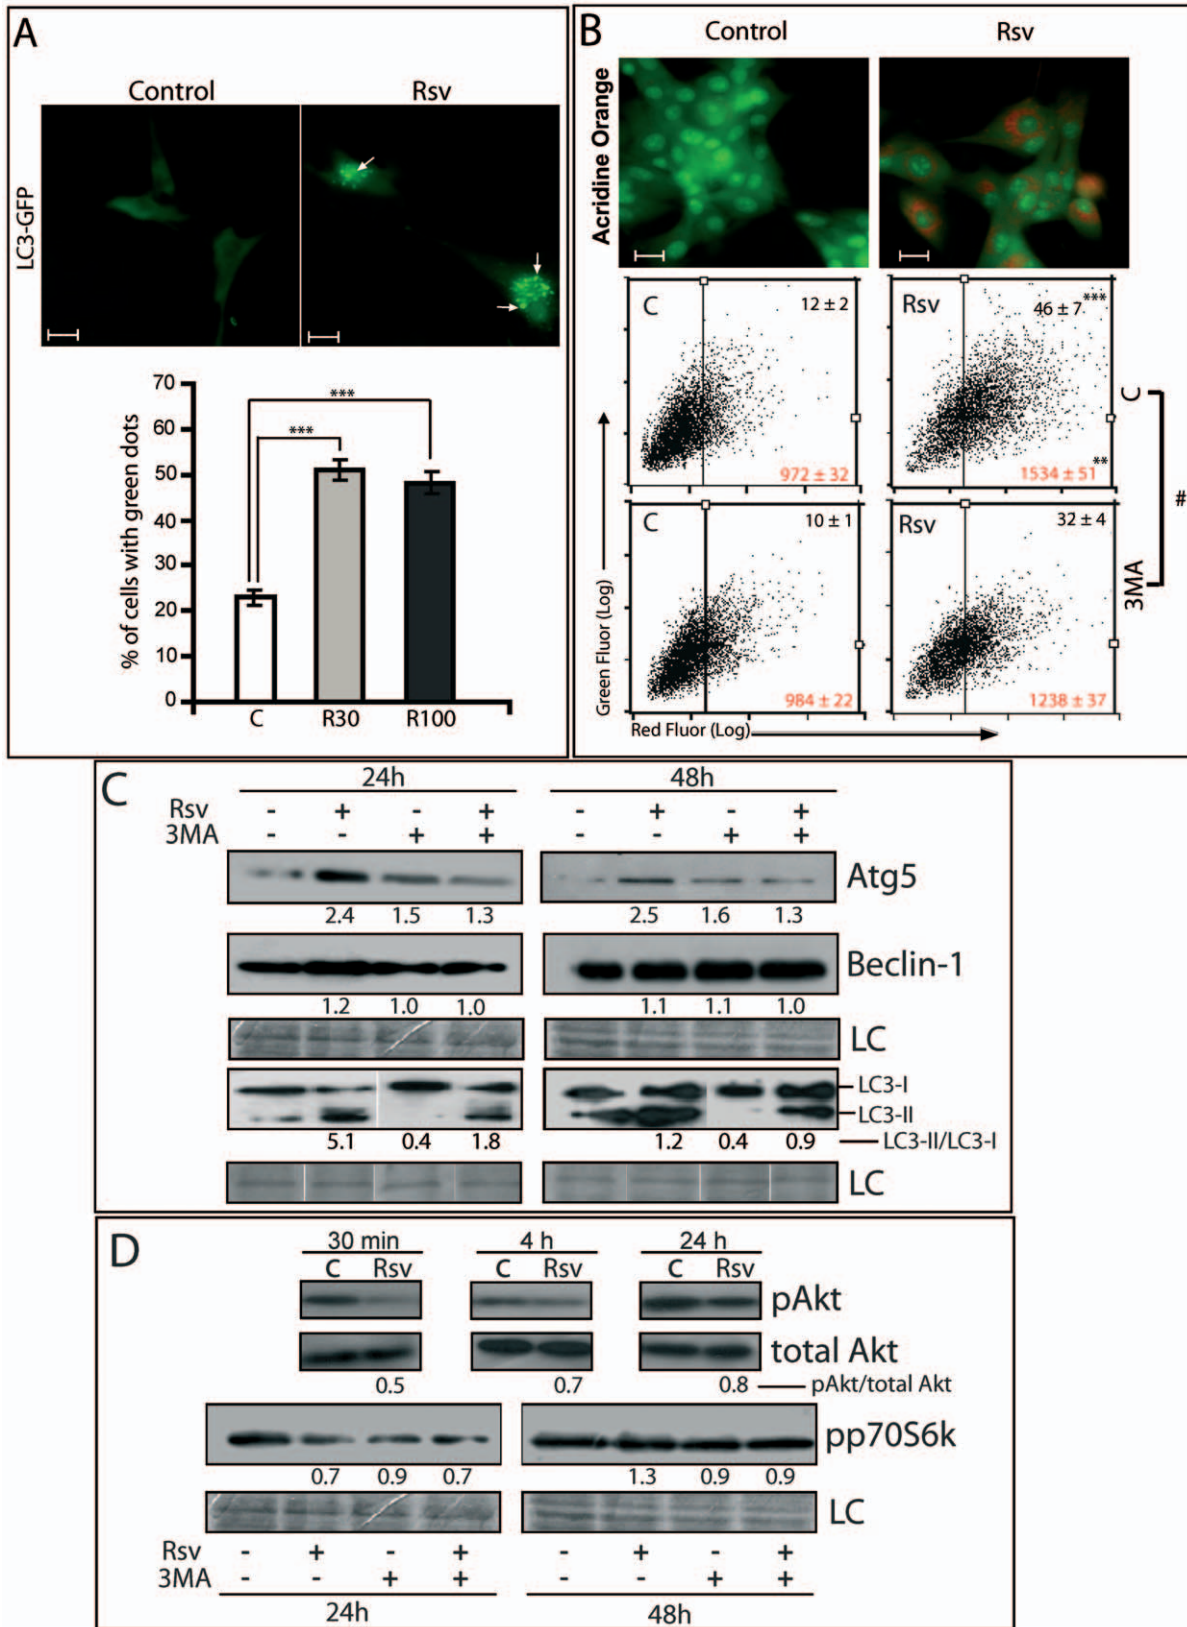 A
Control Rsv
LC3-GFP
% of cells with green dots
70
60
50
40
30
20
10
0
*** 
***
C R30 R100
B
Control Rsv
Acridine Orange
C 12 ± 2
972 ± 32
Rsv 46 ± 7 ***
**
1534 ± 51
C
C 10 ± 1
984 ± 22
Rsv 32 ± 4
1238 ± 37
3MA
#
Green Fluor (Log)
Red Fluor (Log)
C
24h 48h
Rsv - + - + - + - +
3MA - - + + - - + +
Atg5
2.4 1.5 1.3 2.5 1.6 1.3
Beclin-1
1.2 1.0 1.0 1.1 1.1 1.0
LC
LC3-I
LC3-II
5.1 0.4 1.8 1.2 0.4 0.9 LC3-II/LC3-I
LC
D
30 min 4 h 24 h
C Rsv C Rsv C Rsv
pAkt
total Akt
0.5 0.7 0.8 pAkt/total Akt
pp70S6k
0.7 0.9 0.7 1.3 0.9 0.9
LC
Rsv - + - + - + - +
3MA - - + + - - + +
24h 48h